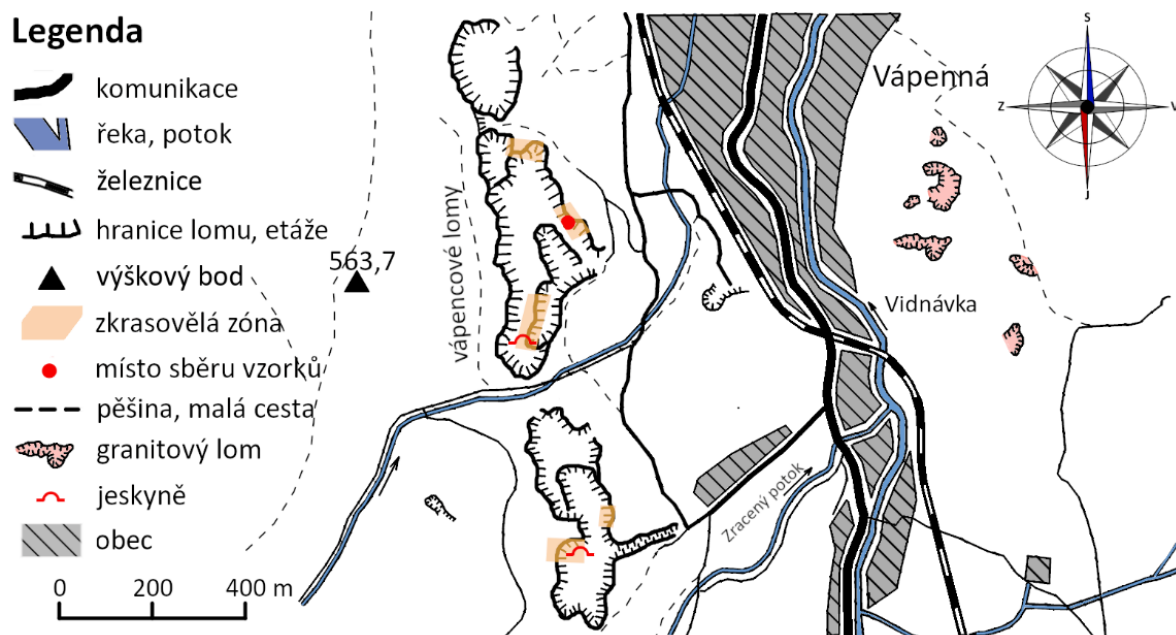 Legenda
komunikace
řeka, potok
železnice
hranice lomu, etáže
výškový bod
zkrasovělá zóna
místo sběru vzorků
pěšina, malá cesta
granitový lom
jeskyně
obec
0 200 400 m
563,7
vápencové lomy
Vápenná
Vidnávka
Zracený potok
S
Z
V
J